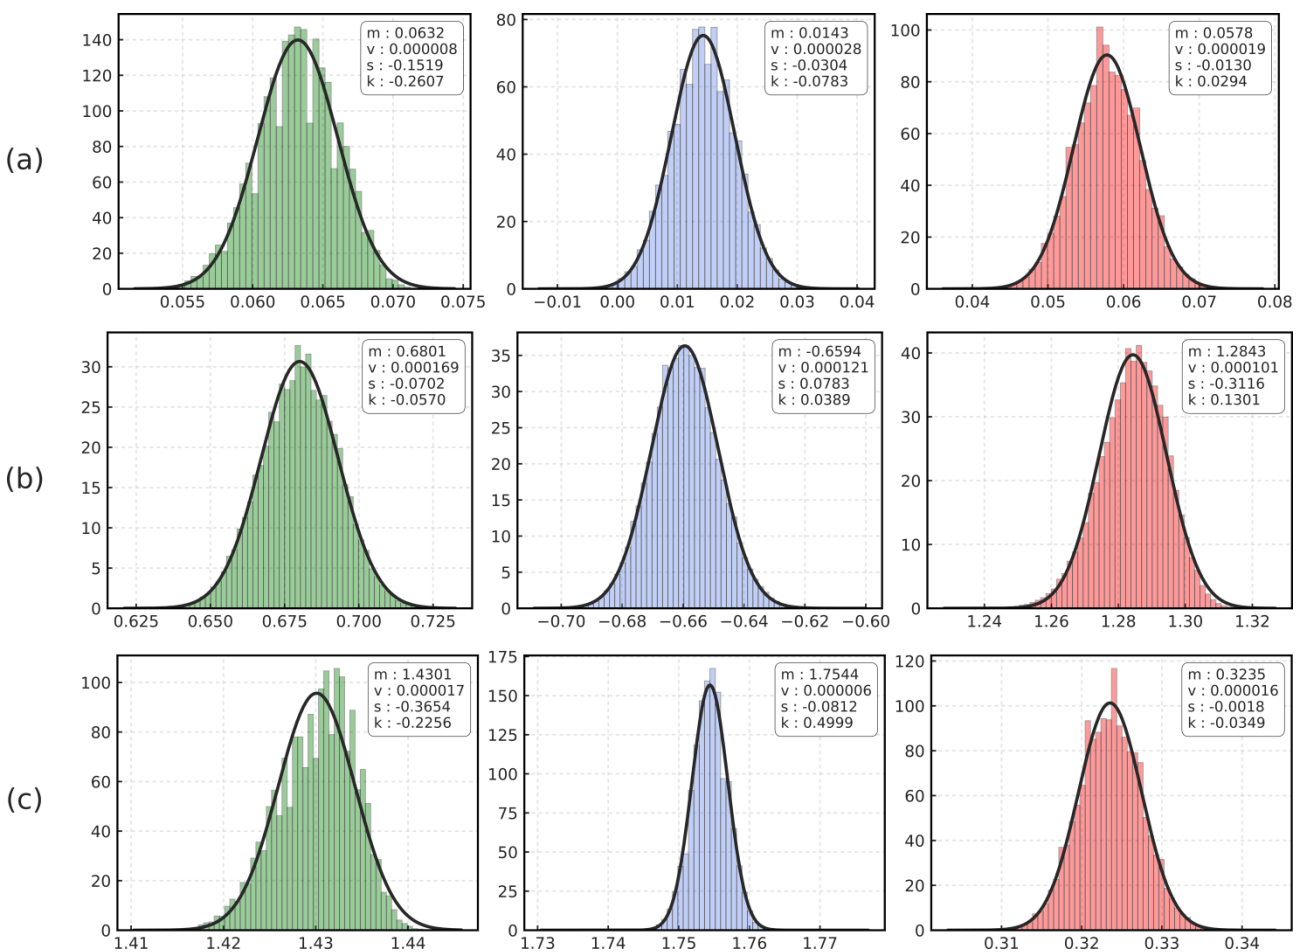 140
120
100
80
60
40
20
0
0.055 0.060 0.065 0.070 0.075
m : 0.0632
v : 0.000008
s : -0.1519
k : -0.2607
80
60
40
20
0
−0.01 0.00 0.01 0.02 0.03 0.04
m : 0.0143
v : 0.000028
s : -0.0304
k : -0.0783
100
80
60
40
20
0
0.04 0.05 0.06 0.07 0.08
m : 0.0578
v : 0.000019
s : -0.0130
k : 0.0294
(a)
30
25
20
15
10
5
0
0.625 0.650 0.675 0.700 0.725
m : 0.6801
v : 0.000169
s : -0.0702
k : -0.0570
35
30
25
20
15
10
5
0
−0.70 −0.68 −0.66 −0.64 −0.62 −0.60
m : -0.6594
v : 0.000121
s : 0.0783
k : 0.0389
40
30
20
10
0
1.24 1.26 1.28 1.30 1.32
m : 1.2843
v : 0.000101
s : -0.3116
k : 0.1301
(b)
100
80
60
40
20
0
1.41 1.42 1.43 1.44
m : 1.4301
v : 0.000017
s : -0.3654
k : -0.2256
175
150
125
100
75
50
25
0
1.73 1.74 1.75 1.76 1.77
m : 1.7544
v : 0.000006
s : -0.0812
k : 0.4999
120
100
80
60
40
20
0
0.31 0.32 0.33 0.34
m : 0.3235
v : 0.000016
s : -0.0018
k : -0.0349
(c)